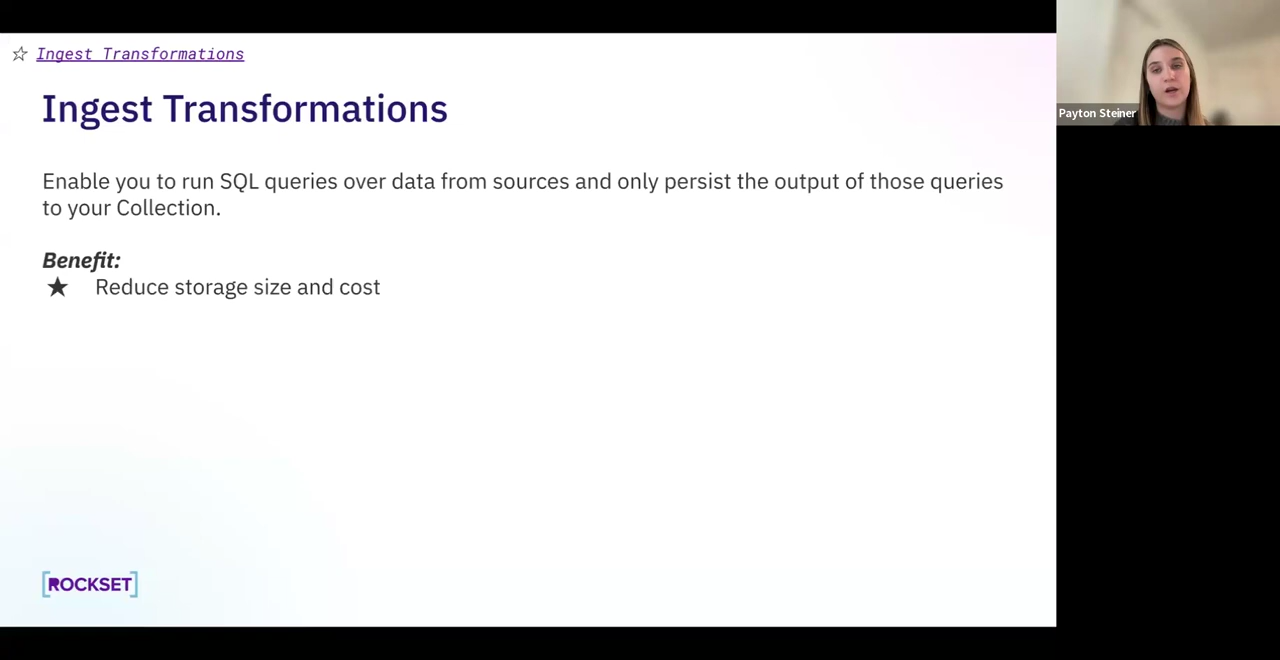 ☆ Ingest Transformations
Ingest Transformations
Enable you to run SQL queries over data from sources and only persist the output of those queries
to your Collection.
Benefit:
★ Reduce storage size and cost
[ROCKSET]
Payton Steiner